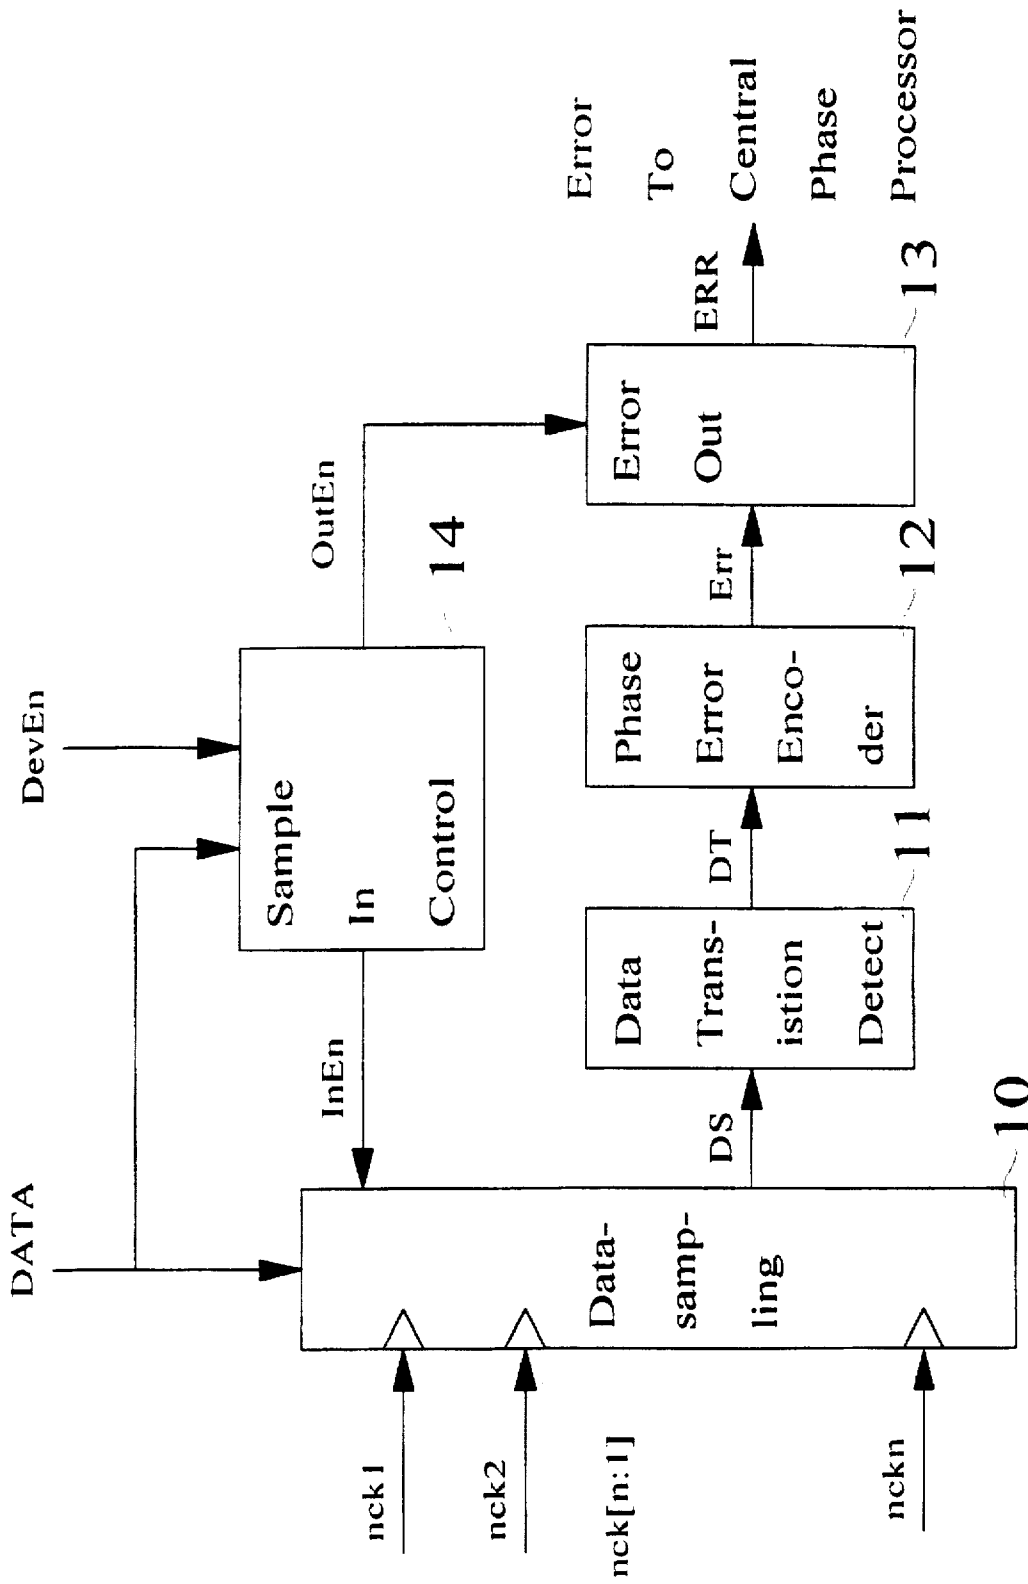 DATA
DevEn
InEn
Sample
In
Control
14
OutEn
nck1
nck2
nck[n:1]
nckn
Data-
samp-
ling
10
DS
Data
Trans-
istion
Detect
11
DT
Phase
Error
Enco-
der
12
Err
Error
Out
13
ERR
Error
To
Central
Phase
Processor